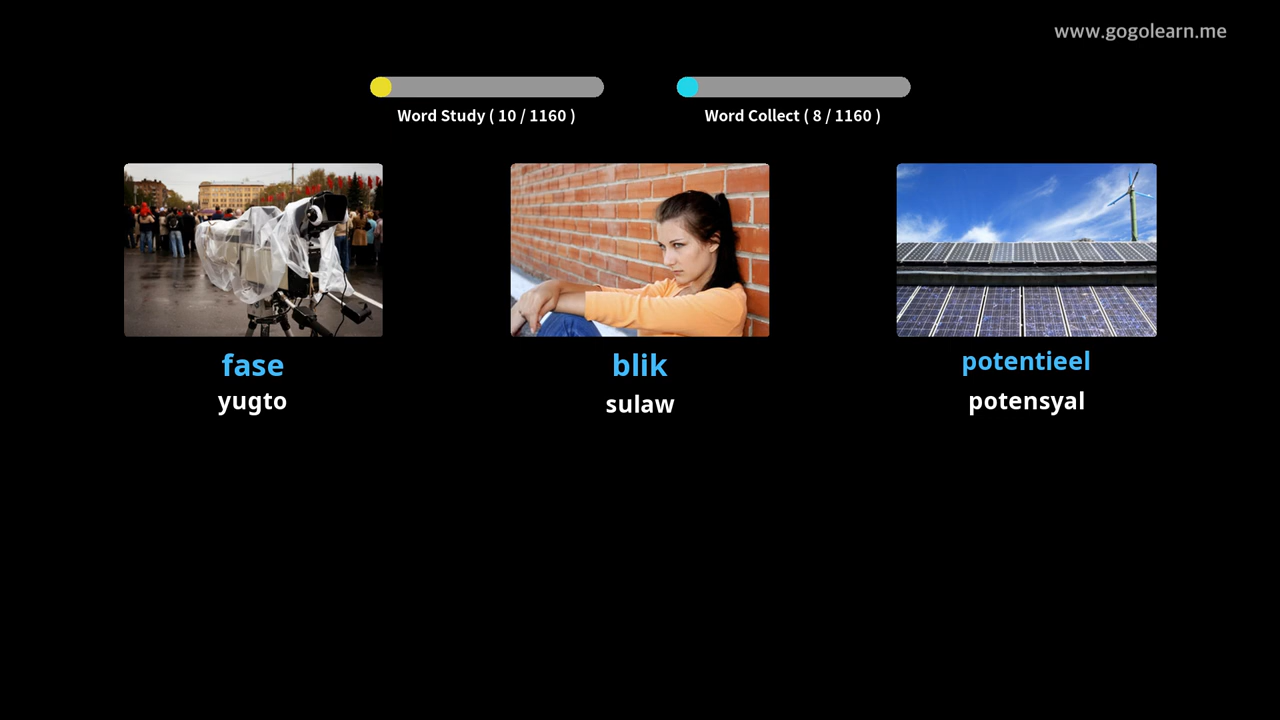 www.gogolearn.me
Word Study ( 10 / 1160 )
Word Collect ( 8 / 1160 )
fase
yugto
blik
sulaw
potentieel
potensyal